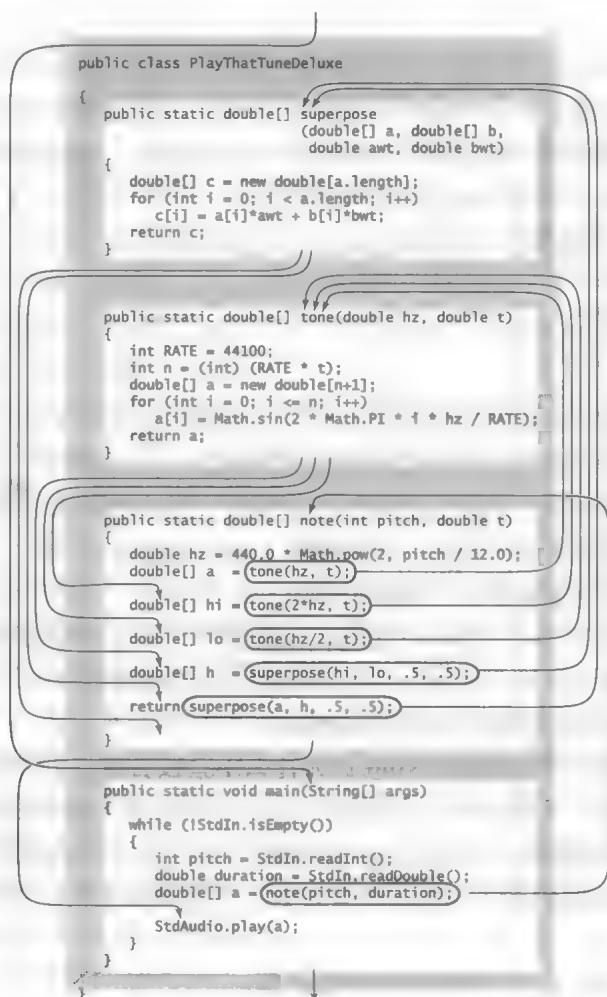 public class PlayThatTuneDeluxe
{
public static double[] superpose
(double[] a, double[] b,
double awt, double bwt)
{
double[] c = new double[a.length];
for (int i = 0; i < a.length; i++)
c[i] = a[i]*awt + b[i]*bwt;
return c;
}
public static double[] tone(double hz, double t)
{
int RATE = 44100;
int n = (int) (RATE * t);
double[] a = new double[n+1];
for (int i = 0; i <= n; i++)
a[i] = Math.sin(2 * Math.PI * i * hz / RATE);
return a;
}
public static double[] note(int pitch, double t)
{
double hz = 440.0 * Math.pow(2, pitch / 12.0);
double[] a = tone(hz, t);
double[] hi = tone(2*hz, t);
double[] lo = tone(hz/2, t);
double[] h = superpose(hi, lo, .5, .5);
return superpose(a, h, .5, .5);
}
public static void main(String[] args)
{
while (!StdIn.isEmpty())
{
int pitch = StdIn.readInt();
double duration = StdIn.readDouble();
double[] a = note(pitch, duration);
StdAudio.play(a);
}
}
}